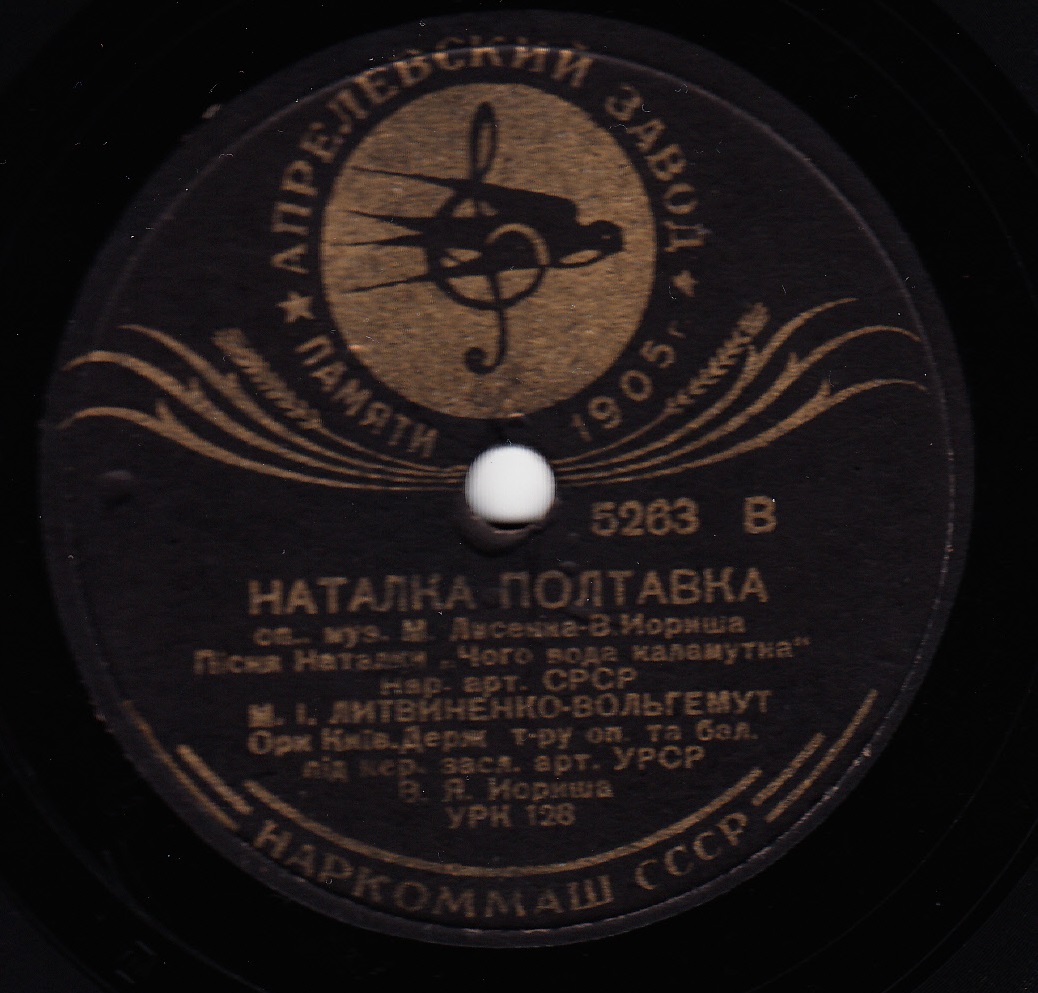 АПРЕЛЕВСКИЙ ЗАВОД
ПАМЯТИ 1905 г.
5263 В
НАТАЛКА ПОЛТАВКА
оп.. муз. М. Лисенка-В.Йориша
Пісня Наталки „Чого вода каламутна"
нар. арт. СРСР
М. І. ЛИТВИНЕНКО-ВОЛЬГЕМУТ
Орк Київ.Держ т-ру оп. та бал.
під кер. засл. арт. УРСР
В. Я. Йориша
УРК 128
НАРКОММАШ СССР